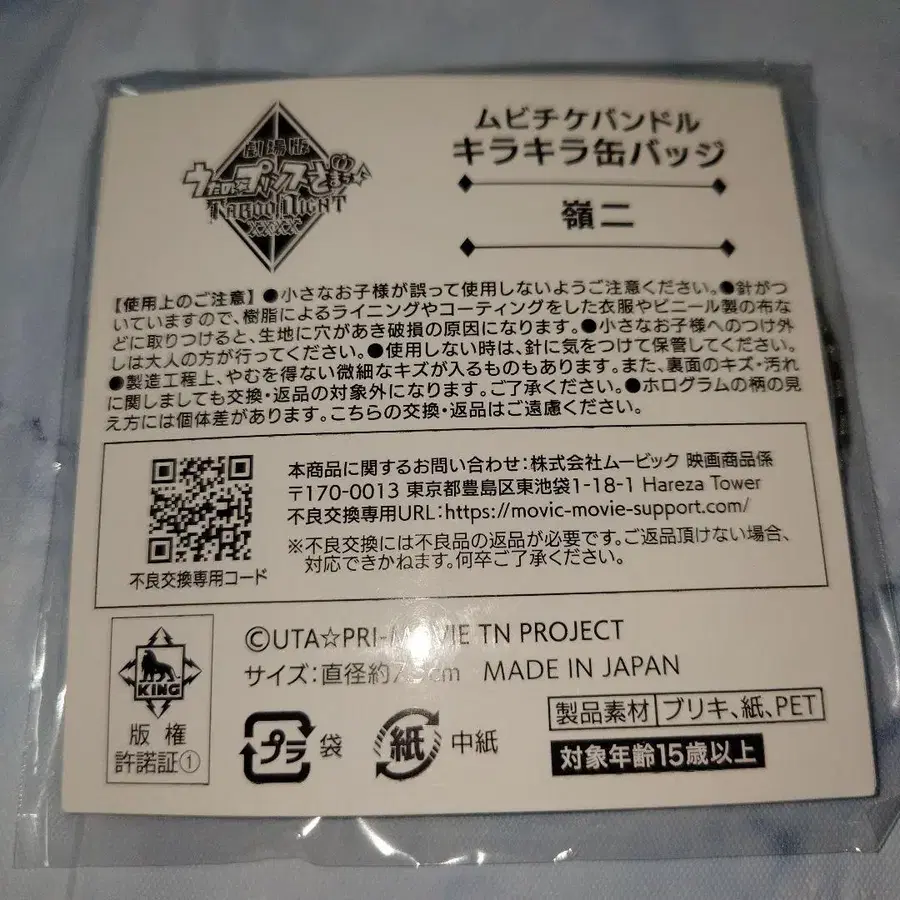 劇場版
うたの☆プリンスさまっ♪
TABOO NIGHT
XXXX
ムビチケバンドル
キラキラ缶バッジ
嶺二
【使用上のご注意】●小さなお子様が誤って使用しないようご注意ください。●針がつ
いていますので、樹脂によるライニングやコーティングをした衣服やビニール製の布な
どに取りつけると、生地に穴があき破損の原因になります。●小さなお子様へのつけ外
しは大人の方が行ってください。●使用しない時は、針に気をつけて保管してください。
●製造工程上、やむを得ない微細なキズが入るものもあります。また、裏面のキズ・汚れ
に関しましても交換・返品の対象外になります。ご了承ください。●ホログラムの柄の見
え方には個体差があります。こちらの交換・返品はご遠慮ください。
不良交換専用コード
本商品に関するお問い合わせ:株式会社ムービック 映画商品係
〒170-0013 東京都豊島区東池袋1-18-1 Hareza Tower
不良交換専用URL:https://movic-movie-support.com/
※不良交換には不良品の返品が必要です。ご返品頂けない場合、
対応できかねます。何卒ご了承ください。
KING
版権
許諾証①
©UTA☆PRI-MOVIE TN PROJECT
サイズ:直径約7. cm MADE IN JAPAN
プラ 袋
紙 中紙
製品素材 ブリキ、紙、PET
対象年齢15歳以上